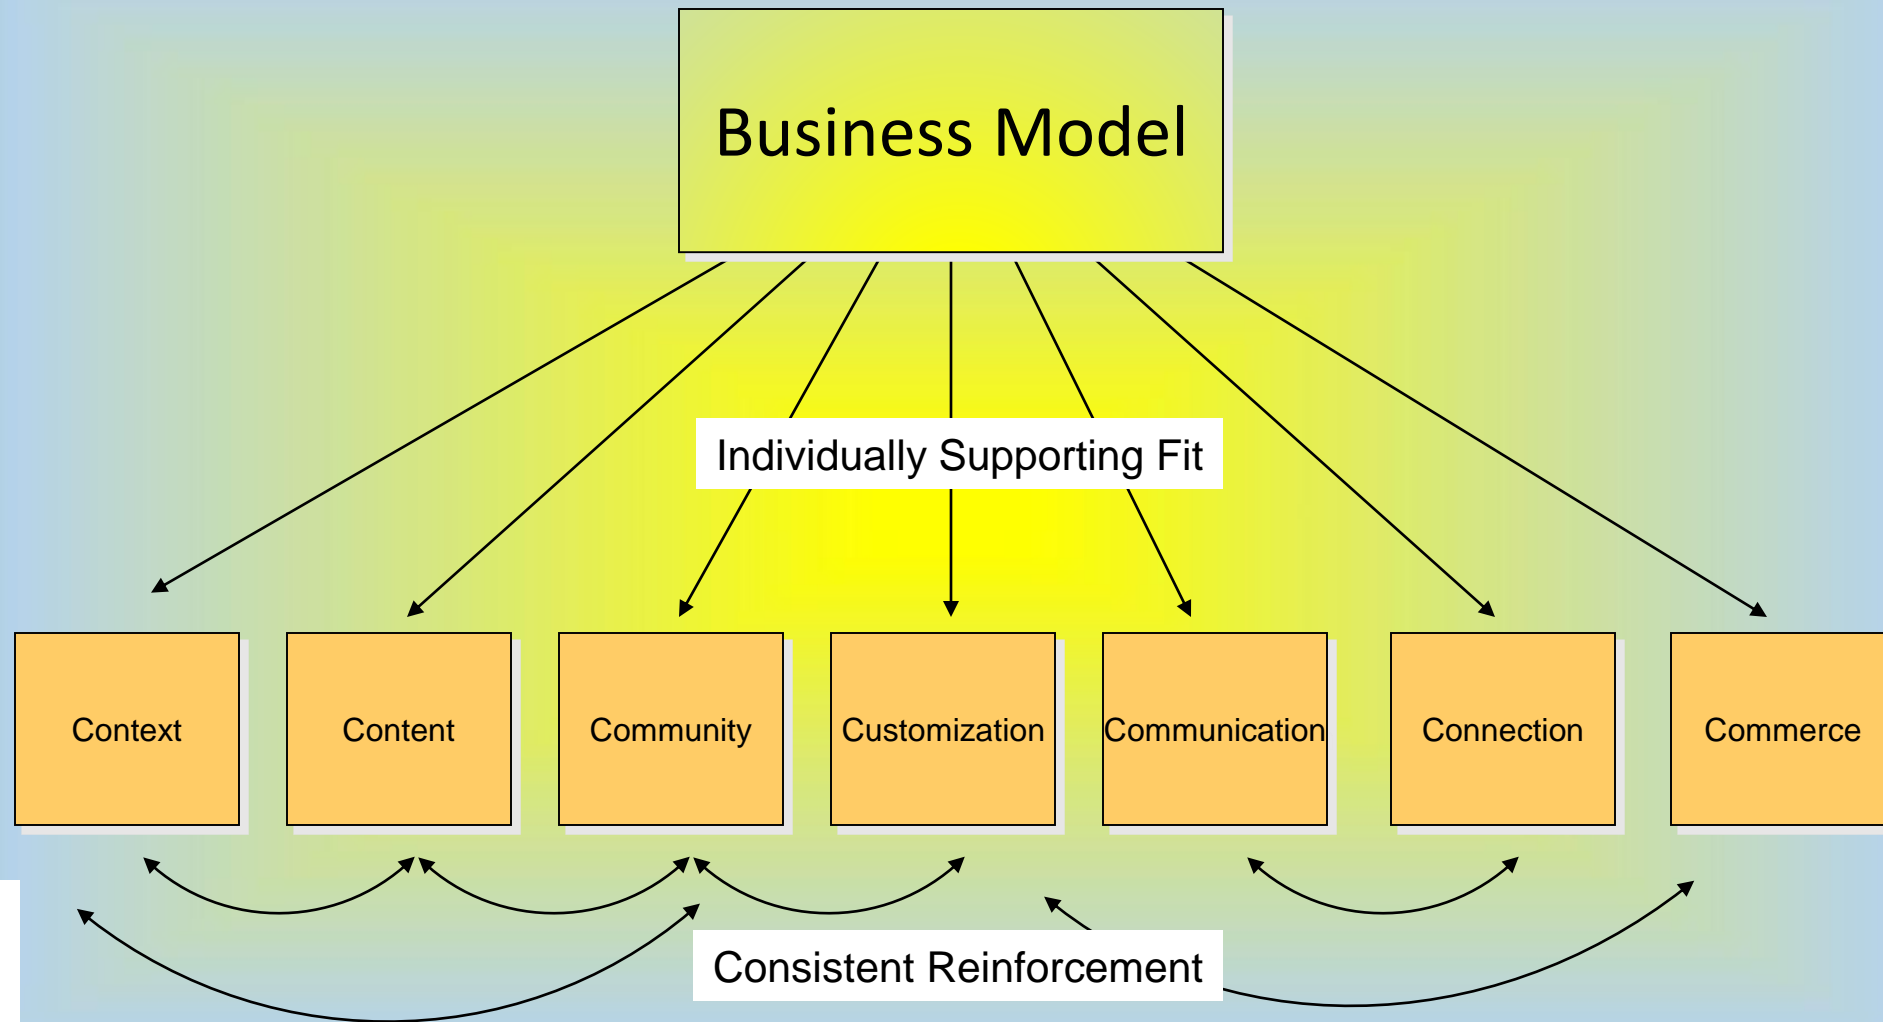 Business Model
Individually Supporting Fit
Context
Content
Community
Customization
Communication
Connection
Commerce
Consistent Reinforcement